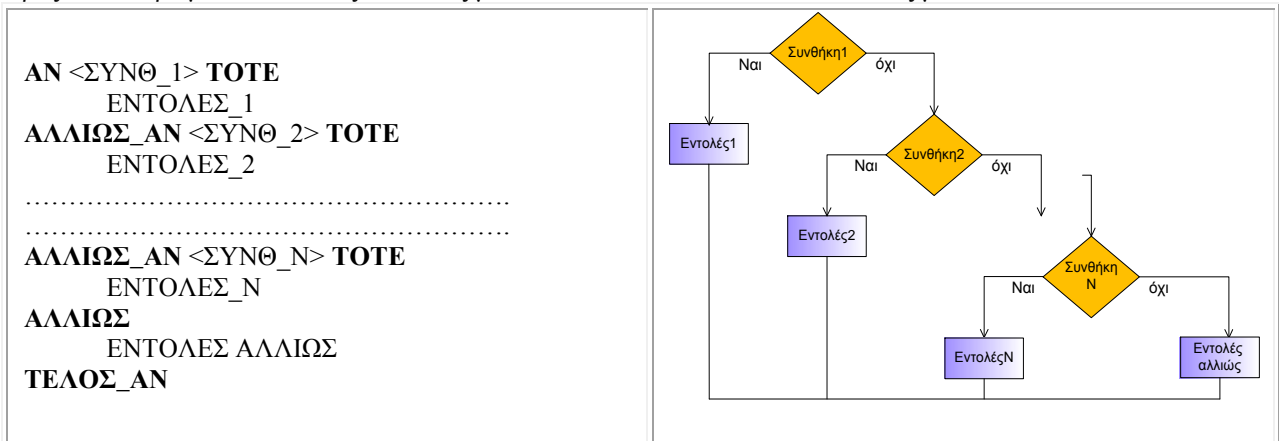 ΑΝ <ΣΥΝΘ_1> ΤΟΤΕ
ΕΝΤΟΛΕΣ_1
ΑΛΛΙΩΣ_ΑΝ <ΣΥΝΘ_2> ΤΟΤΕ
ΕΝΤΟΛΕΣ_2
……………………………………………….
……………………………………………….
ΑΛΛΙΩΣ_ΑΝ <ΣΥΝΘ_Ν> ΤΟΤΕ
ΕΝΤΟΛΕΣ_Ν
ΑΛΛΙΩΣ
ΕΝΤΟΛΕΣ ΑΛΛΙΩΣ
ΤΕΛΟΣ_ΑΝ
Συνθήκη1
Ναι όχι
Εντολές1
Συνθήκη2
Ναι όχι
Εντολές2
Συνθήκη
Ν
Ναι όχι
ΕντολέςΝ
Εντολές
αλλιώς